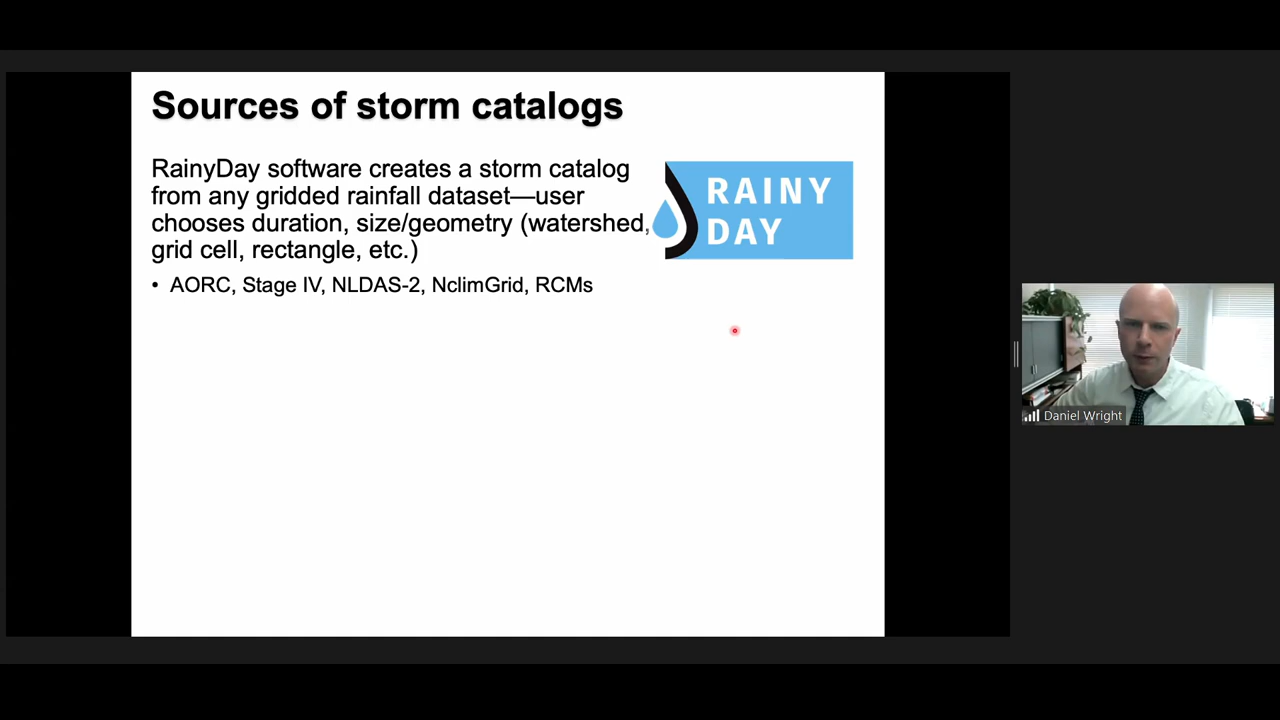 Sources of storm catalogs
RainyDay software creates a storm catalog
from any gridded rainfall dataset—user
chooses duration, size/geometry (watershed,
grid cell, rectangle, etc.)
• AORC, Stage IV, NLDAS-2, NclimGrid, RCMs
RAINY
DAY
Daniel Wright